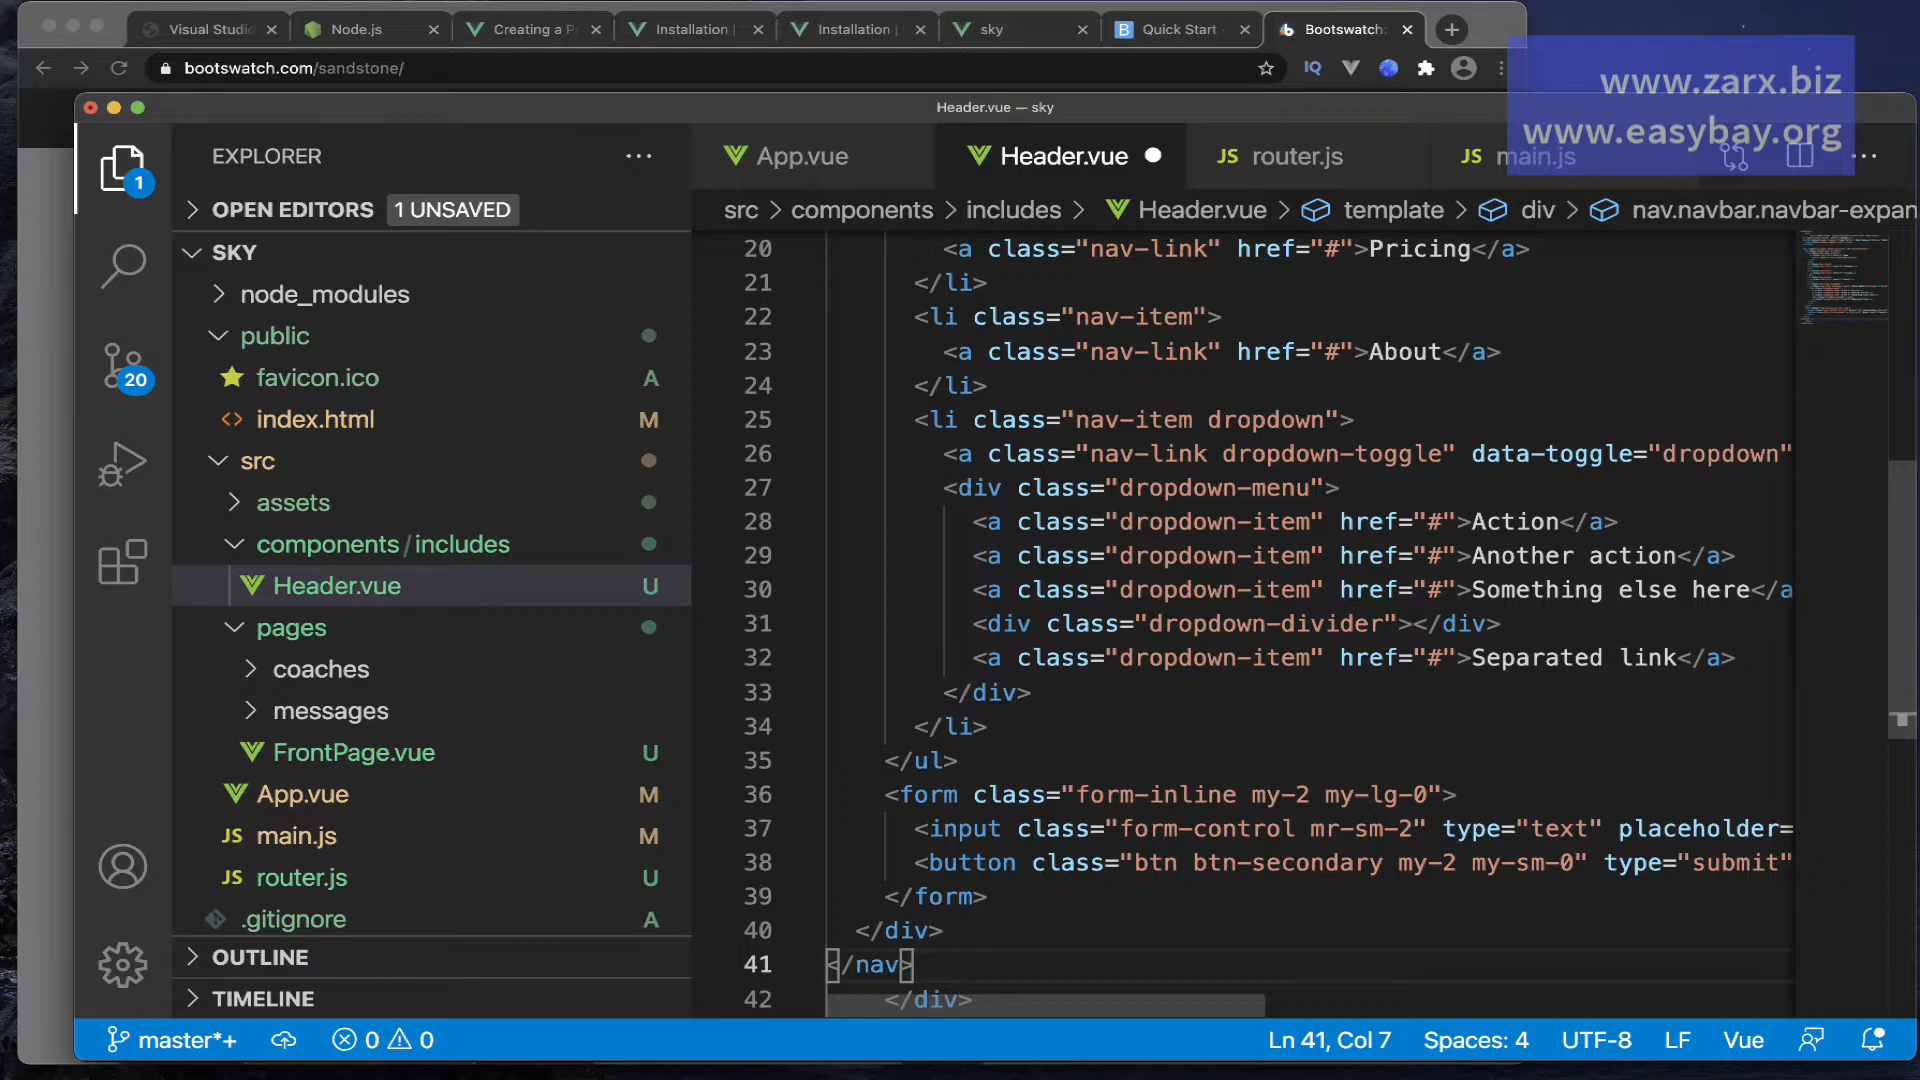 Visual Studio
Node.js
Creating a P
Installation |
Installation |
sky
Quick Start
Bootswatch:
bootswatch.com/sandstone/
IQ
www.zarx.biz
www.easybay.org
Header.vue — sky
EXPLORER
App.vue
Header.vue
JS router.js
JS main.js
OPEN EDITORS 1 UNSAVED
src > components > includes > Header.vue > template > div > nav.navbar.navbar-expan
SKY
node_modules
public
favicon.ico A
index.html M
src
assets
components/includes
Header.vue U
pages
coaches
messages
FrontPage.vue U
App.vue M
JS main.js M
JS router.js U
.gitignore A
OUTLINE
TIMELINE
1
20
20 <a class="nav-link" href="#">Pricing</a>
21 </li>
22 <li class="nav-item">
23 <a class="nav-link" href="#">About</a>
24 </li>
25 <li class="nav-item dropdown">
26 <a class="nav-link dropdown-toggle" data-toggle="dropdown"
27 <div class="dropdown-menu">
28 <a class="dropdown-item" href="#">Action</a>
29 <a class="dropdown-item" href="#">Another action</a>
30 <a class="dropdown-item" href="#">Something else here</a
31 <div class="dropdown-divider"></div>
32 <a class="dropdown-item" href="#">Separated link</a>
33 </div>
34 </li>
35 </ul>
36 <form class="form-inline my-2 my-lg-0">
37 <input class="form-control mr-sm-2" type="text" placeholder=
38 <button class="btn btn-secondary my-2 my-sm-0" type="submit"
39 </form>
40 </div>
41 </nav>
42 </div>
master*+ 0 0 Ln 41, Col 7 Spaces: 4 UTF-8 LF Vue